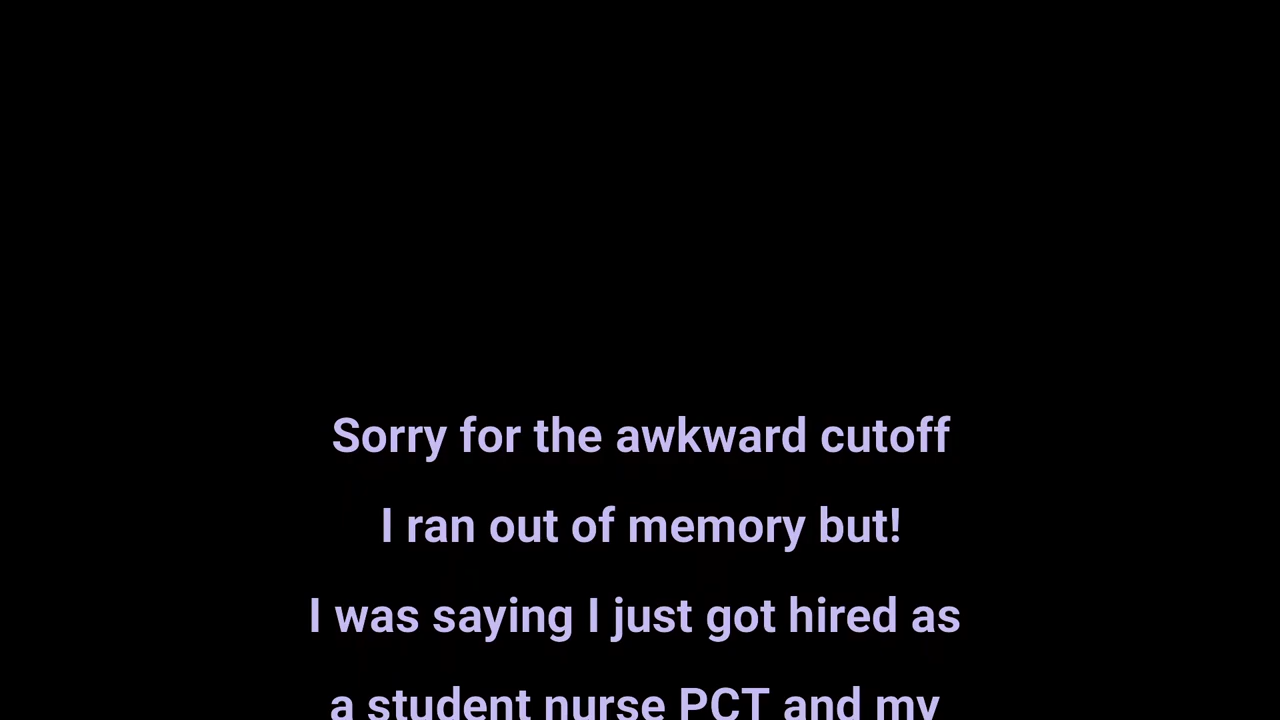 Sorry for the awkward cutoff
I ran out of memory but!
I was saying I just got hired as
a student nurse PCT and my